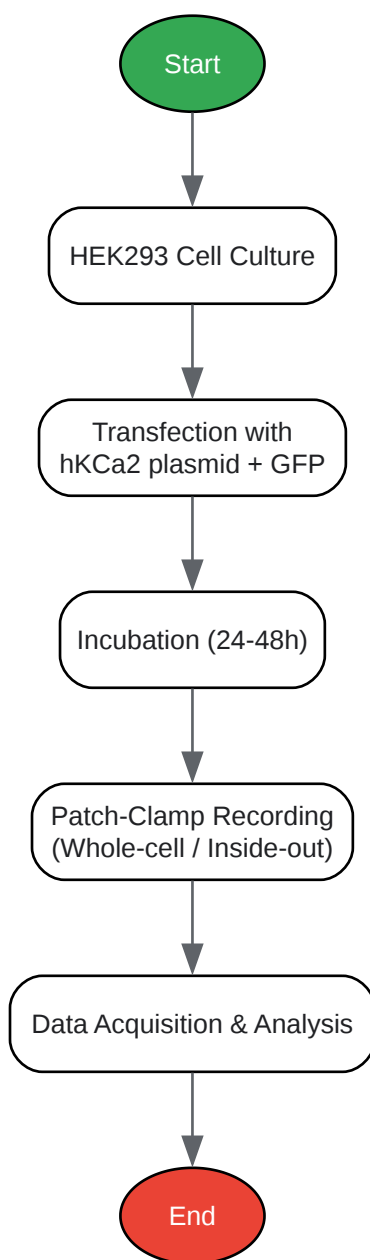 Start
HEK293 Cell Culture
Transfection with
hKCa2 plasmid + GFP
Incubation (24-48h)
Patch-Clamp Recording
(Whole-cell / Inside-out)
Data Acquisition & Analysis
End